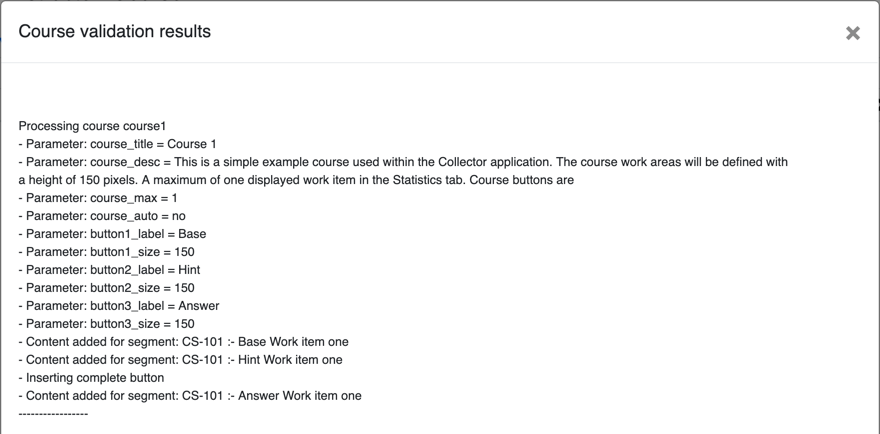 Course validation results
Processing course course1
- Parameter: course_title = Course 1
- Parameter: course_desc = This is a simple example course used within the Collector application. The course work areas will be defined with
a height of 150 pixels. A maximum of one displayed work item in the Statistics tab. Course buttons are
- Parameter: course_max = 1
- Parameter: course_auto = no
- Parameter: button1_label = Base
- Parameter: button1_size = 150
- Parameter: button2_label = Hint
- Parameter: button2_size = 150
- Parameter: button3_label = Answer
- Parameter: button3_size = 150
- Content added for segment: CS-101 :- Base Work item one
- Content added for segment: CS-101 :- Hint Work item one
- Inserting complete button
- Content added for segment: CS-101 :- Answer Work item one
-----------------